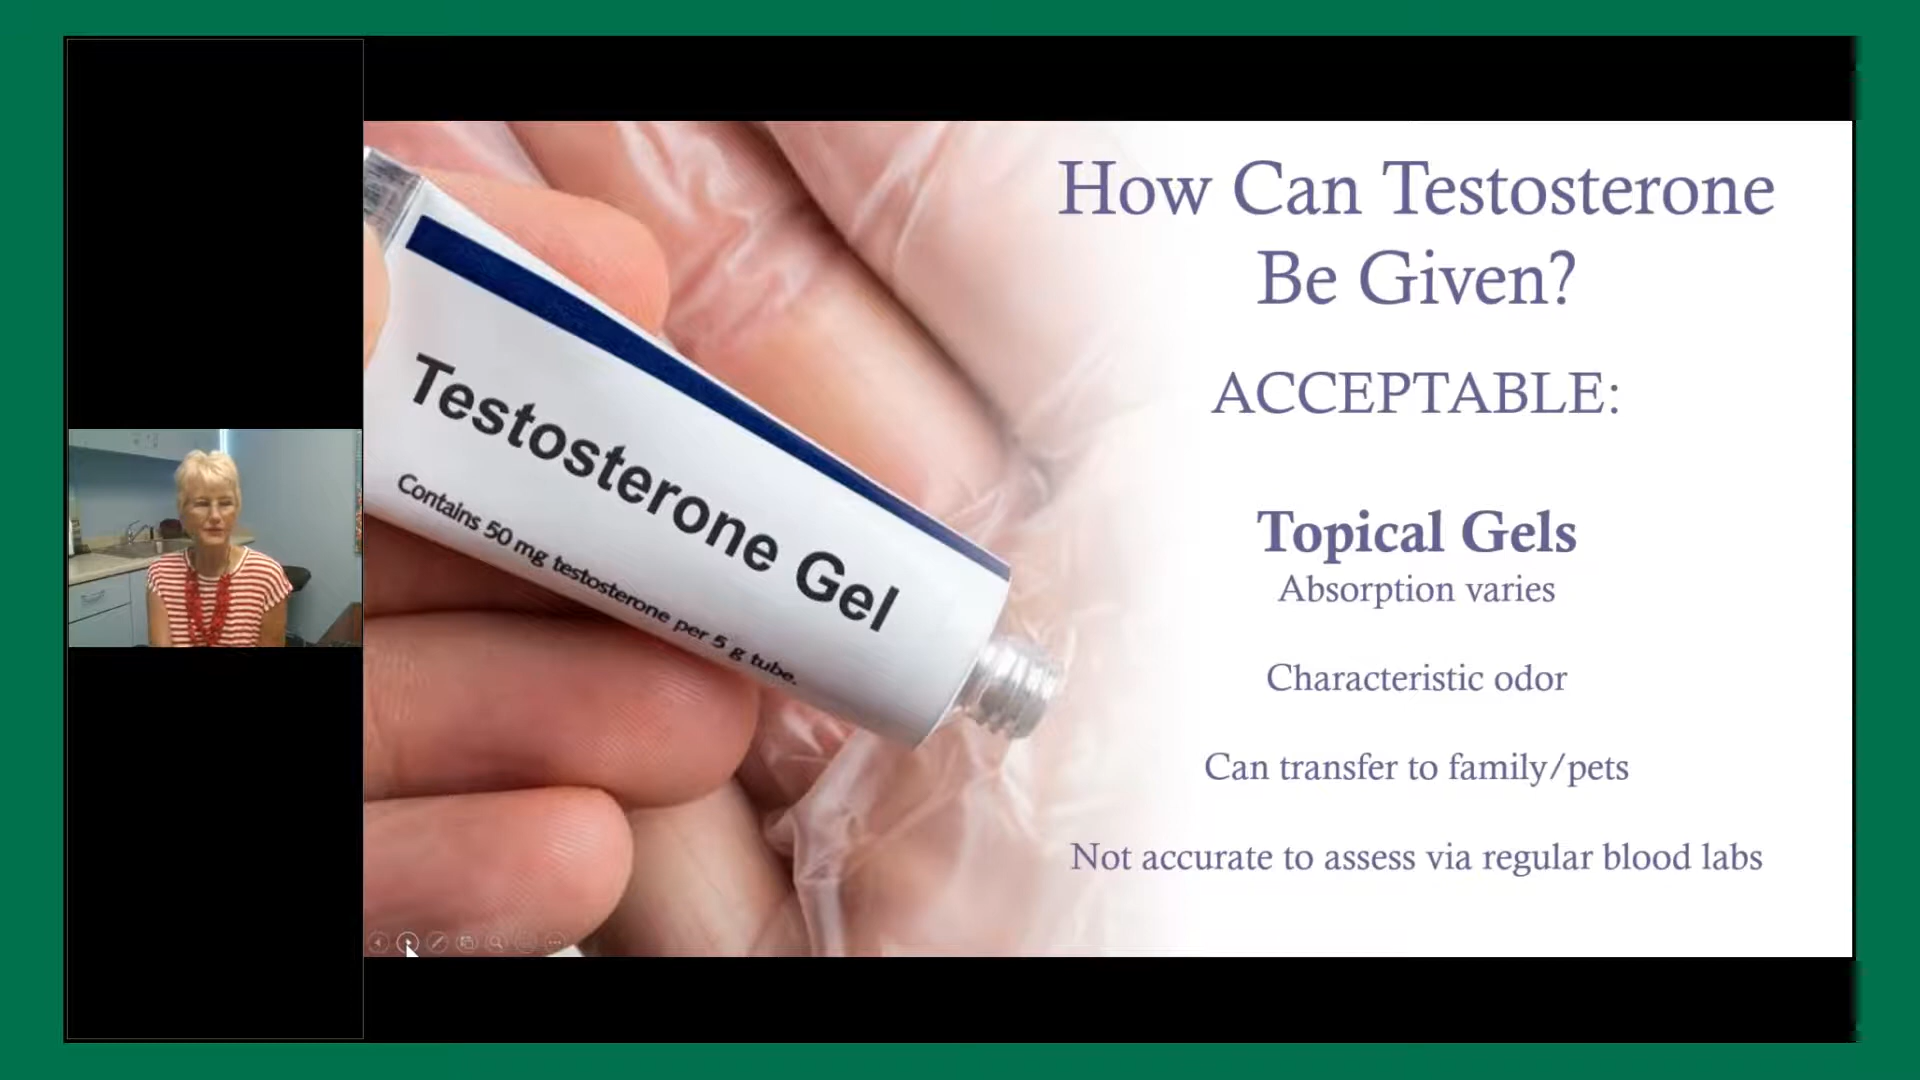 How Can Testosterone
Be Given?
ACCEPTABLE:
Topical Gels
Absorption varies
Characteristic odor
Can transfer to family/pets
Not accurate to assess via regular blood labs
Testosterone Gel
Contains 50 mg testosterone per 5 g tube.